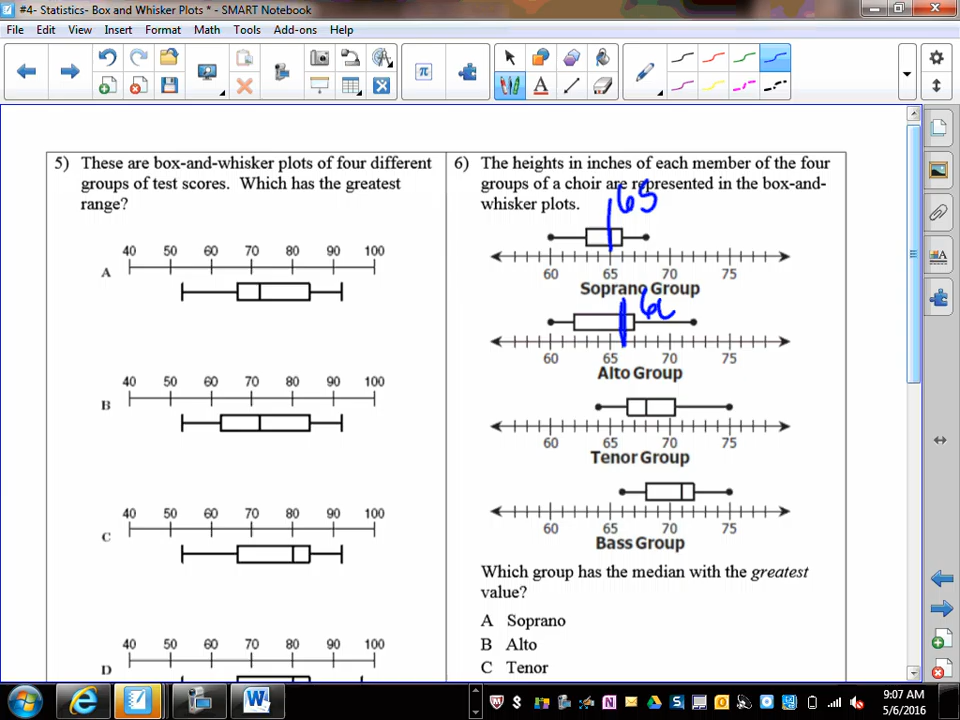 #4- Statistics- Box and Whisker Plots * - SMART Notebook
File Edit View Insert Format Math Tools Add-ons Help
5) These are box-and-whisker plots of four different
groups of test scores. Which has the greatest
range?
40 50 60 70 80 90 100
A
40 50 60 70 80 90 100
B
40 50 60 70 80 90 100
C
40 50 60 70 80 90 100
D
6) The heights in inches of each member of the four
groups of a choir are represented in the box-and-
whisker plots.
65
60 65 70 75
Soprano Group
60 65 70 75
Alto Group
60 65 70 75
Tenor Group
60 65 70 75
Bass Group
Which group has the median with the greatest
value?
A Soprano
B Alto
C Tenor
9:07 AM
5/6/2016